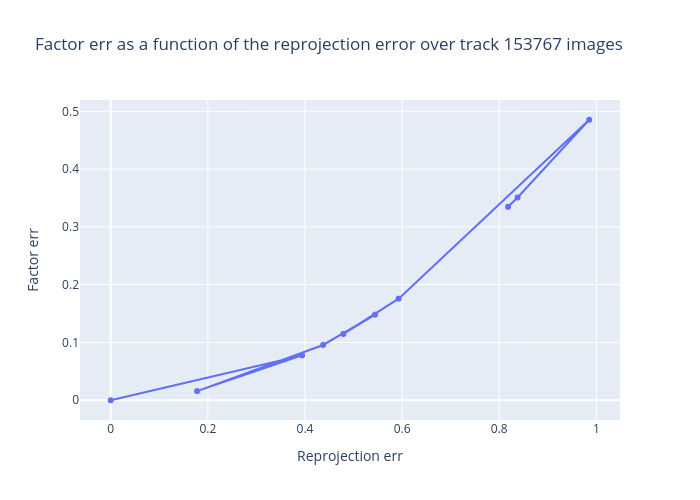 Factor err as a function of the reprojection error over track 153767 images
0.5
0.4
0.3
0.2
0.1
0
Factor err
0 0.2 0.4 0.6 0.8 1
Reprojection err